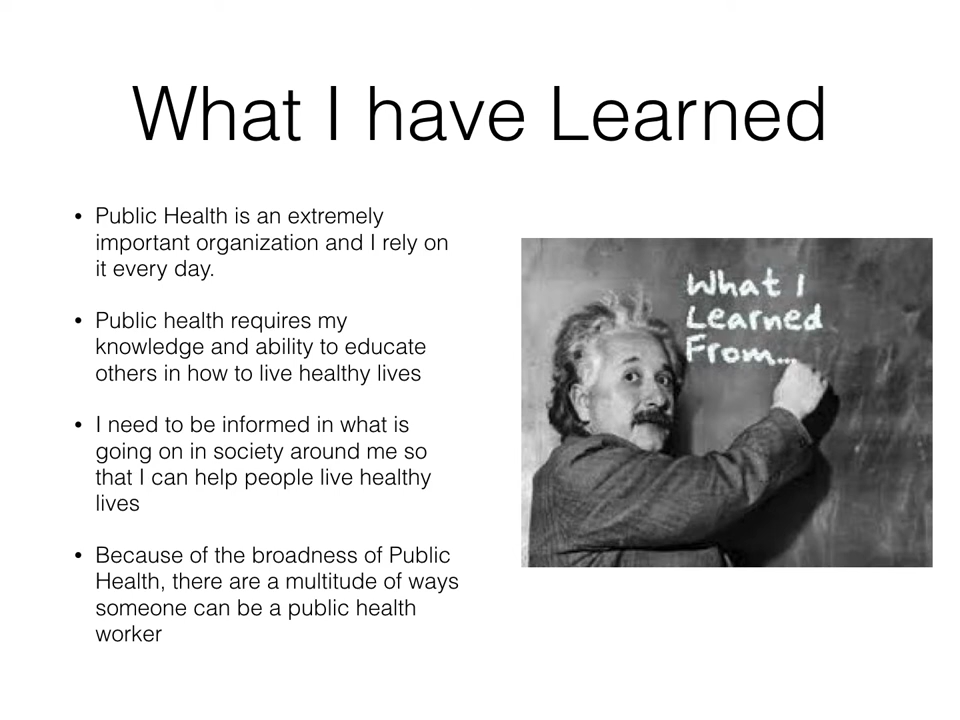 What I have Learned
• Public Health is an extremely
important organization and I rely on
it every day.
• Public health requires my
knowledge and ability to educate
others in how to live healthy lives
• I need to be informed in what is
going on in society around me so
that I can help people live healthy
lives
• Because of the broadness of Public
Health, there are a multitude of ways
someone can be a public health
worker
What I
Learned
From...